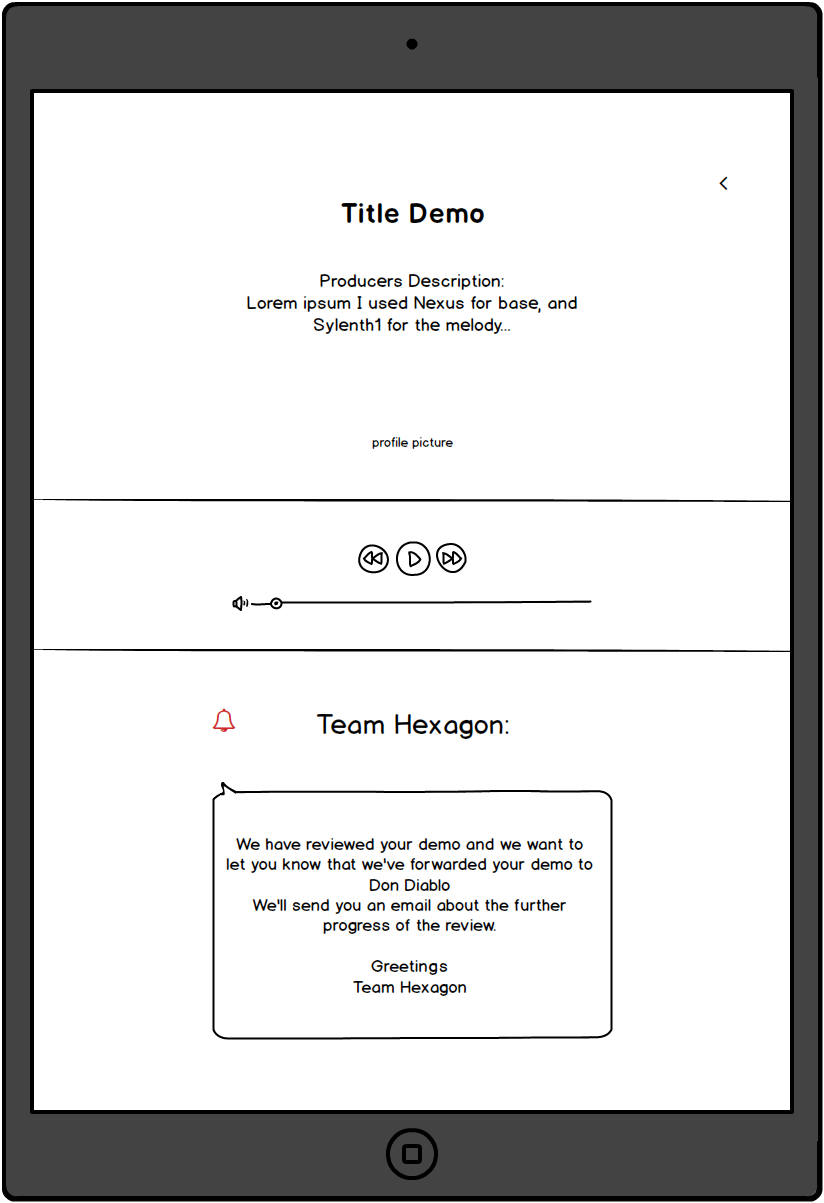 Title Demo
Producers Description:
Lorem ipsum I used Nexus for base, and
Sylenth1 for the melody...
profile picture
Team Hexagon:
We have reviewed your demo and we want to
let you know that we've forwarded your demo to
Don Diablo
We'll send you an email about the further
progress of the review.
Greetings
Team Hexagon